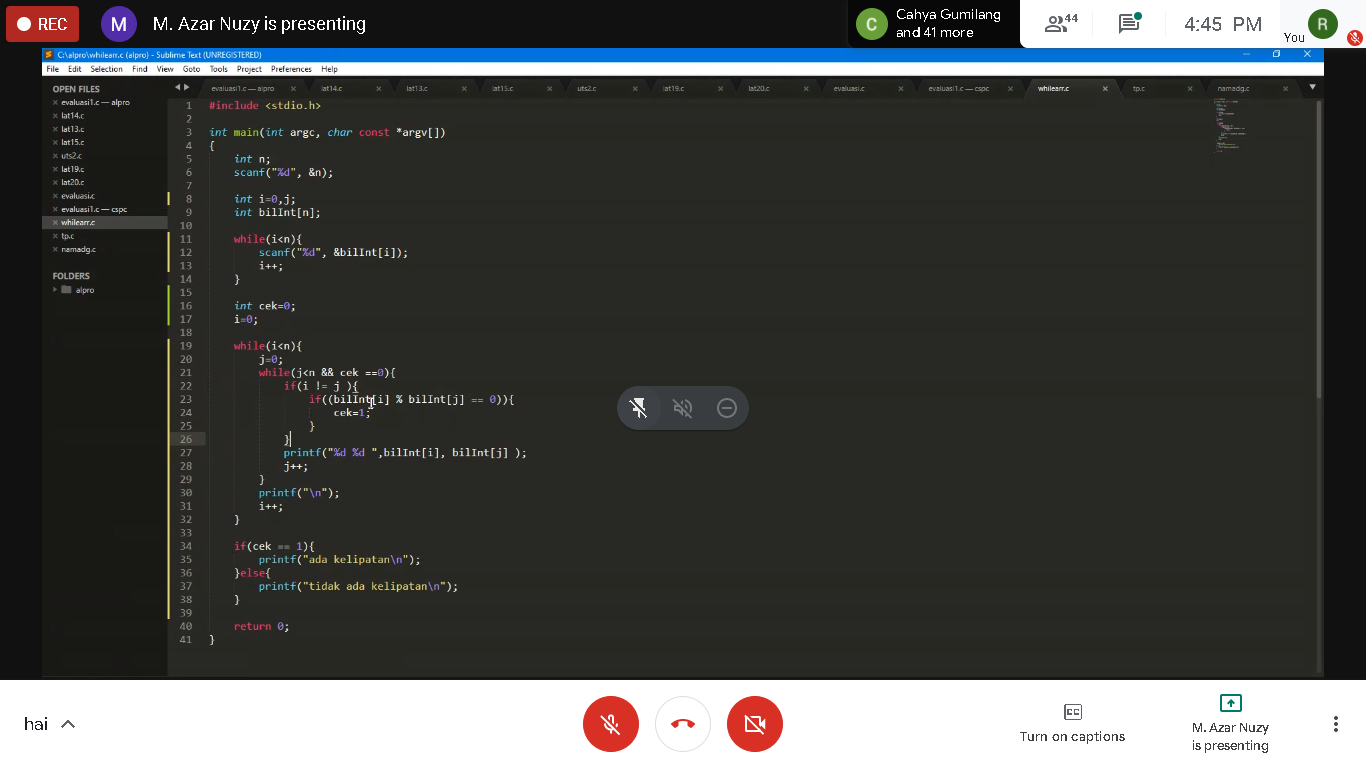 REC
M
M. Azar Nuzy is presenting
C
Cahya Gumilang
and 41 more
44
4:45 PM
You
R
C:\alpro\whilearr.c (alpro) - Sublime Text (UNREGISTERED)
File Edit Selection Find View Goto Tools Project Preferences Help
OPEN FILES
evaluasi1.c — alpro
lat14.c
lat13.c
lat15.c
uts2.c
lat19.c
lat20.c
evaluasi.c
evaluasi1.c — cspc
whilearr.c
tp.c
namadg.c
FOLDERS
alpro
evaluasi1.c — alpro
lat14.c
lat13.c
lat15.c
uts2.c
lat19.c
lat20.c
evaluasi.c
evaluasi1.c — cspc
whilearr.c
tp.c
namadg.c
1 #include <stdio.h>
2
3 int main(int argc, char const *argv[])
4 {
5 int n;
6 scanf("%d", &n);
7
8 int i=0,j;
9 int bilInt[n];
10
11 while(i<n){
12 scanf("%d", &bilInt[i]);
13 i++;
14 }
15
16 int cek=0;
17 i=0;
18
19 while(i<n){
20 j=0;
21 while(j<n && cek ==0){
22 if(i != j ){
23 if((bilInt[i] % bilInt[j] == 0)){
24 cek=1;
25 }
26 }
27 printf("%d %d ",bilInt[i], bilInt[j] );
28 j++;
29 }
30 printf("\n");
31 i++;
32 }
33
34 if(cek == 1){
35 printf("ada kelipatan\n");
36 }else{
37 printf("tidak ada kelipatan\n");
38 }
39
40 return 0;
41 }
hai
CC
Turn on captions
M. Azar Nuzy
is presenting